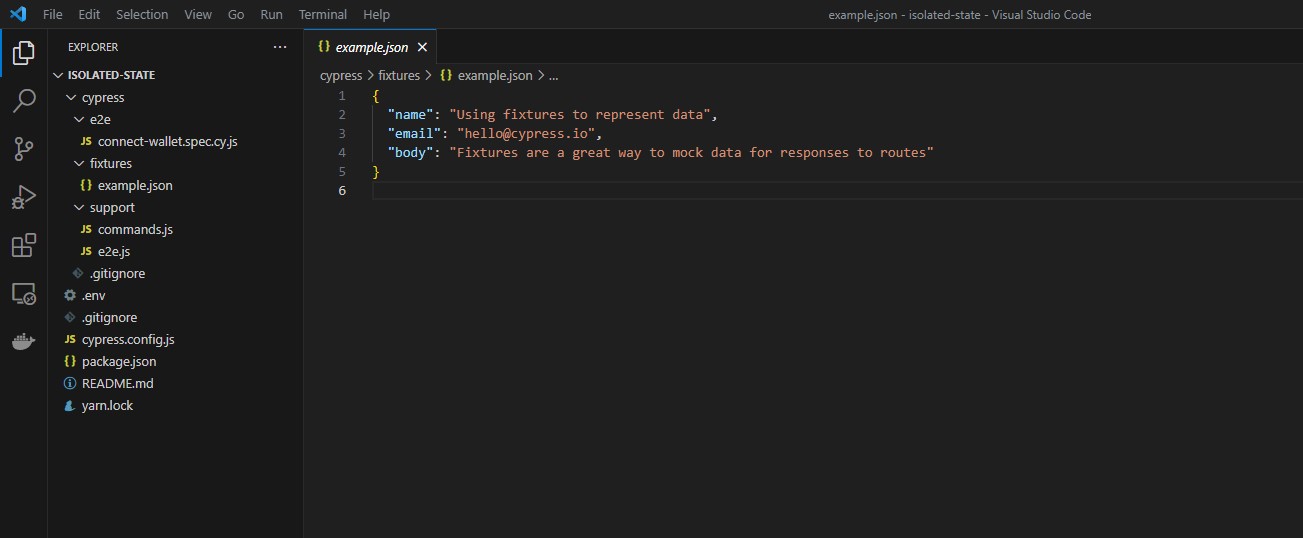 File Edit Selection View Go Run Terminal Help example.json - isolated-state - Visual Studio Code
EXPLORER ...
ISOLATED-STATE
cypress
e2e
JS connect-wallet.spec.cy.js
fixtures
{} example.json
support
JS commands.js
JS e2e.js
.gitignore
.env
.gitignore
JS cypress.config.js
{} package.json
README.md
yarn.lock
{} example.json
cypress > fixtures > {} example.json > ...
1 {
2 "name": "Using fixtures to represent data",
3 "email": "hello@cypress.io",
4 "body": "Fixtures are a great way to mock data for responses to routes"
5 }
6